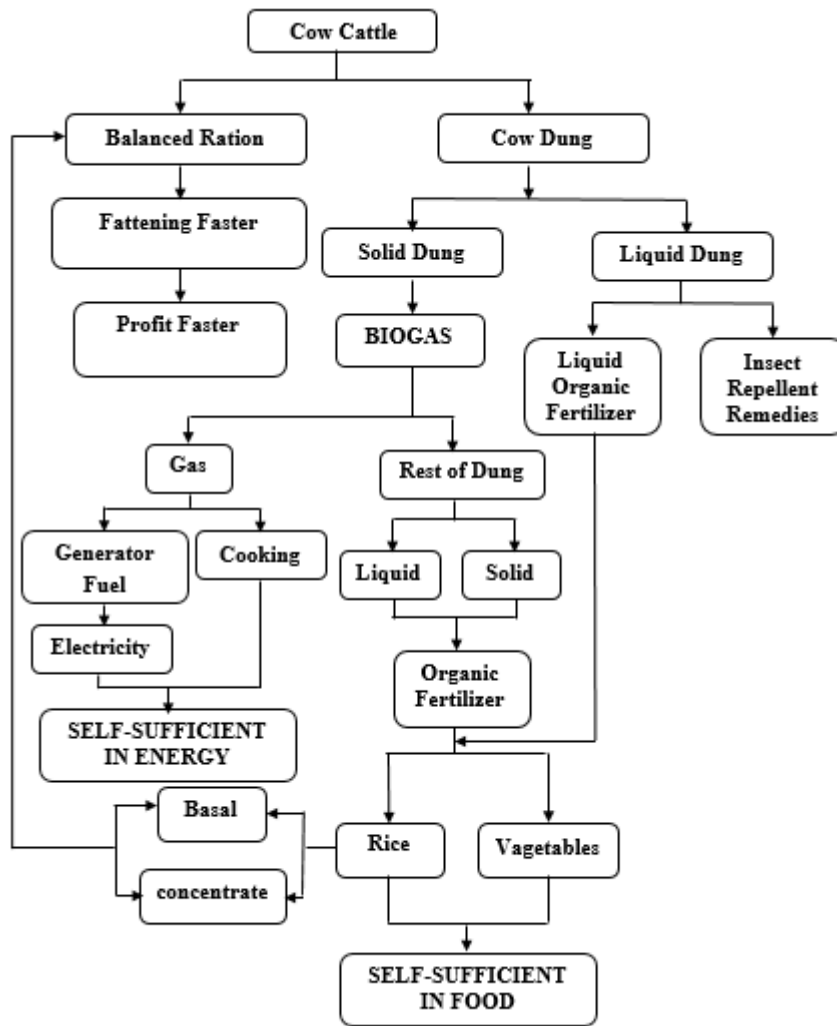 Cow Cattle
Balanced Ration
Cow Dung
Fattening Faster
Solid Dung
Liquid Dung
Profit Faster
BIOGAS
Liquid
Organic
Fertilizer
Insect
Repellent
Remedies
Gas
Rest of Dung
Generator
Fuel
Cooking
Liquid
Solid
Electricity
Organic
Fertilizer
SELF-SUFFICIENT
IN ENERGY
Basal
Rice
Vagetables
concentrate
SELF-SUFFICIENT
IN FOOD